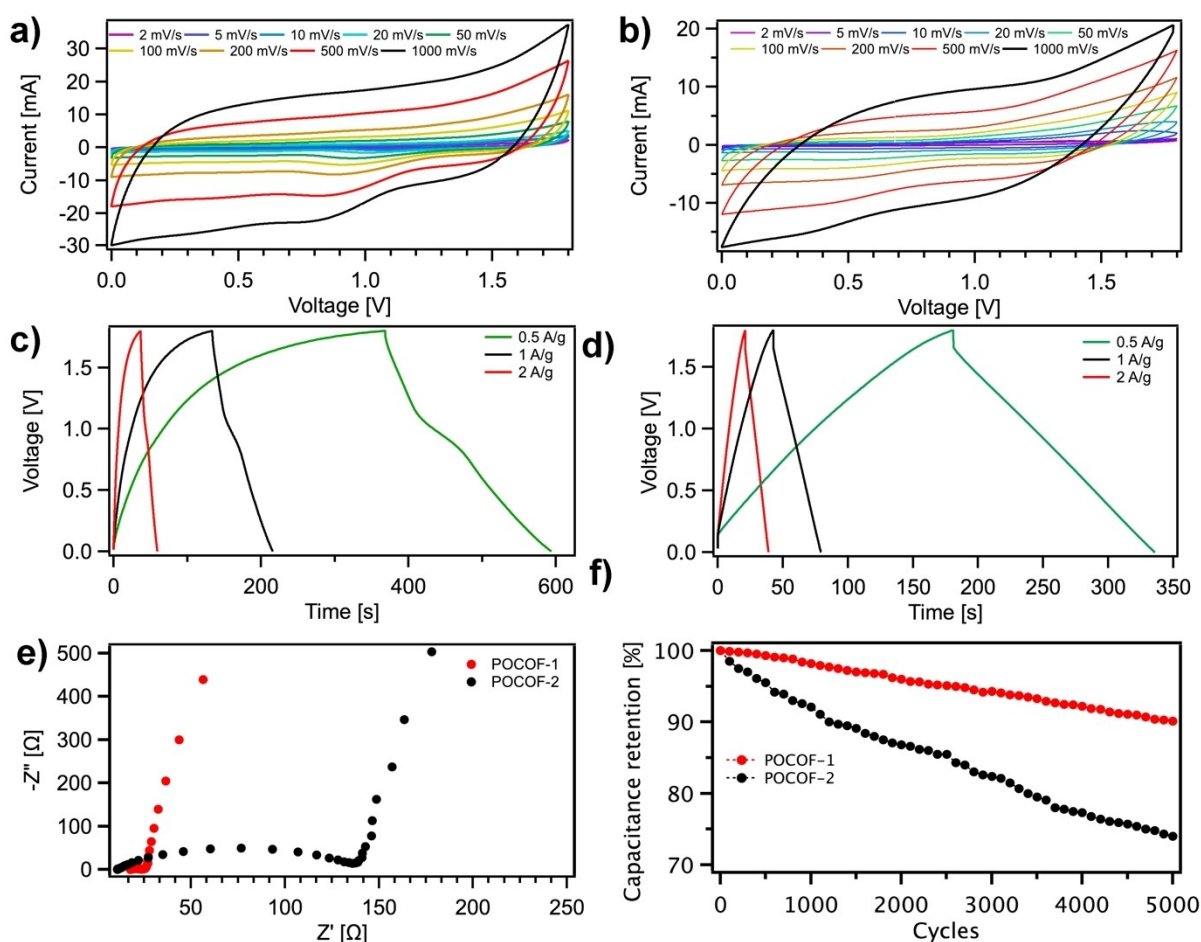 a)
2 mV/s 5 mV/s 10 mV/s 20 mV/s 50 mV/s
100 mV/s 200 mV/s 500 mV/s 1000 mV/s
Current [mA]
30
20
10
0
-10
-20
-30
0.0 0.5 1.0 1.5
Voltage [V]
b)
2 mV/s 5 mV/s 10 mV/s 20 mV/s 50 mV/s
100 mV/s 200 mV/s 500 mV/s 1000 mV/s
Current [mA]
20
10
0
-10
0.0 0.5 1.0 1.5
Voltage [V]
c)
0.5 A/g
1 A/g
2 A/g
Voltage [V]
1.5
1.0
0.5
0.0
0 200 400 600
Time [s]
d)
0.5 A/g
1 A/g
2 A/g
Voltage [V]
1.5
1.0
0.5
0.0
0 50 100 150 200 250 300 350
Time [s]
e)
POCOF-1
POCOF-2
-Z'' [Ω]
500
400
300
200
100
0
50 100 150 200 250
Z' [Ω]
f)
Capacitance retention [%]
100
90
80
70
POCOF-1
POCOF-2
0 1000 2000 3000 4000 5000
Cycles